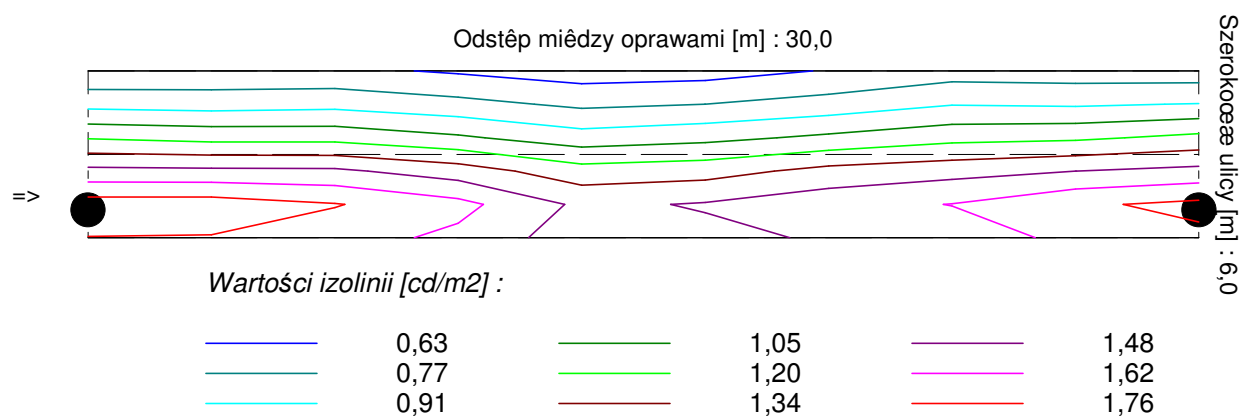 Odstêp miêdzy oprawami [m] : 30,0
Szerokoœæ ulicy [m] : 6,0
=>
Wartości izolinii [cd/m2] :
0,63 1,05 1,48
0,77 1,20 1,62
0,91 1,34 1,76